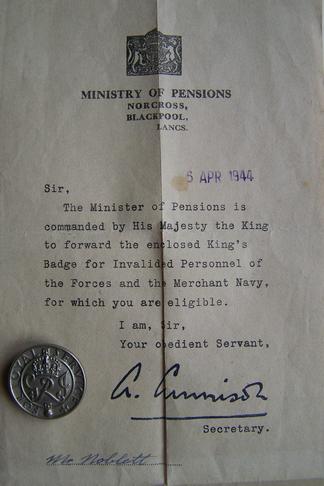 MINISTRY OF PENSIONS
NORCROSS,
BLACKPOOL,
LANCS.
6 APR 1944
Sir,
The Minister of Pensions is
commanded by His Majesty the King
to forward the enclosed King's
Badge for Invalided Personnel of
the Forces and the Merchant Navy,
for which you are eligible.
I am, Sir,
Your obedient Servant,
Secretary.
Mr Noblett